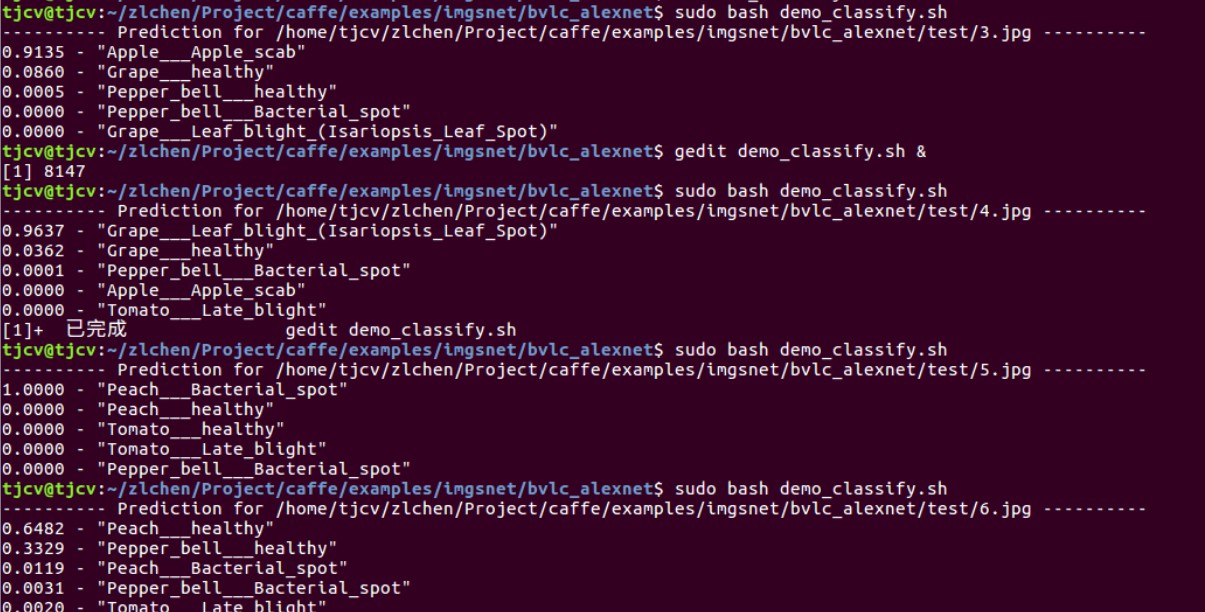 tjcv@tjcv:~/zlchen/Project/caffe/examples/imgsnet/bvlc_alexnet$ sudo bash demo_classify.sh
---------- Prediction for /home/tjcv/zlchen/Project/caffe/examples/imgsnet/bvlc_alexnet/test/3.jpg ----------
0.9135 - "Apple___Apple_scab"
0.0860 - "Grape___healthy"
0.0005 - "Pepper_bell___healthy"
0.0000 - "Pepper_bell___Bacterial_spot"
0.0000 - "Grape___Leaf_blight_(Isariopsis_Leaf_Spot)"
tjcv@tjcv:~/zlchen/Project/caffe/examples/imgsnet/bvlc_alexnet$ gedit demo_classify.sh &
[1] 8147
tjcv@tjcv:~/zlchen/Project/caffe/examples/imgsnet/bvlc_alexnet$ sudo bash demo_classify.sh
---------- Prediction for /home/tjcv/zlchen/Project/caffe/examples/imgsnet/bvlc_alexnet/test/4.jpg ----------
0.9637 - "Grape___Leaf_blight_(Isariopsis_Leaf_Spot)"
0.0362 - "Grape___healthy"
0.0001 - "Pepper_bell___Bacterial_spot"
0.0000 - "Apple___Apple_scab"
0.0000 - "Tomato___Late_blight"
[1]+  已完成               gedit demo_classify.sh
tjcv@tjcv:~/zlchen/Project/caffe/examples/imgsnet/bvlc_alexnet$ sudo bash demo_classify.sh
---------- Prediction for /home/tjcv/zlchen/Project/caffe/examples/imgsnet/bvlc_alexnet/test/5.jpg ----------
1.0000 - "Peach___Bacterial_spot"
0.0000 - "Peach___healthy"
0.0000 - "Tomato___healthy"
0.0000 - "Tomato___Late_blight"
0.0000 - "Pepper_bell___Bacterial_spot"
tjcv@tjcv:~/zlchen/Project/caffe/examples/imgsnet/bvlc_alexnet$ sudo bash demo_classify.sh
---------- Prediction for /home/tjcv/zlchen/Project/caffe/examples/imgsnet/bvlc_alexnet/test/6.jpg ----------
0.6482 - "Peach___healthy"
0.3329 - "Pepper_bell___healthy"
0.0119 - "Peach___Bacterial_spot"
0.0031 - "Pepper_bell___Bacterial_spot"
0.0020 - "Tomato___Late_blight"